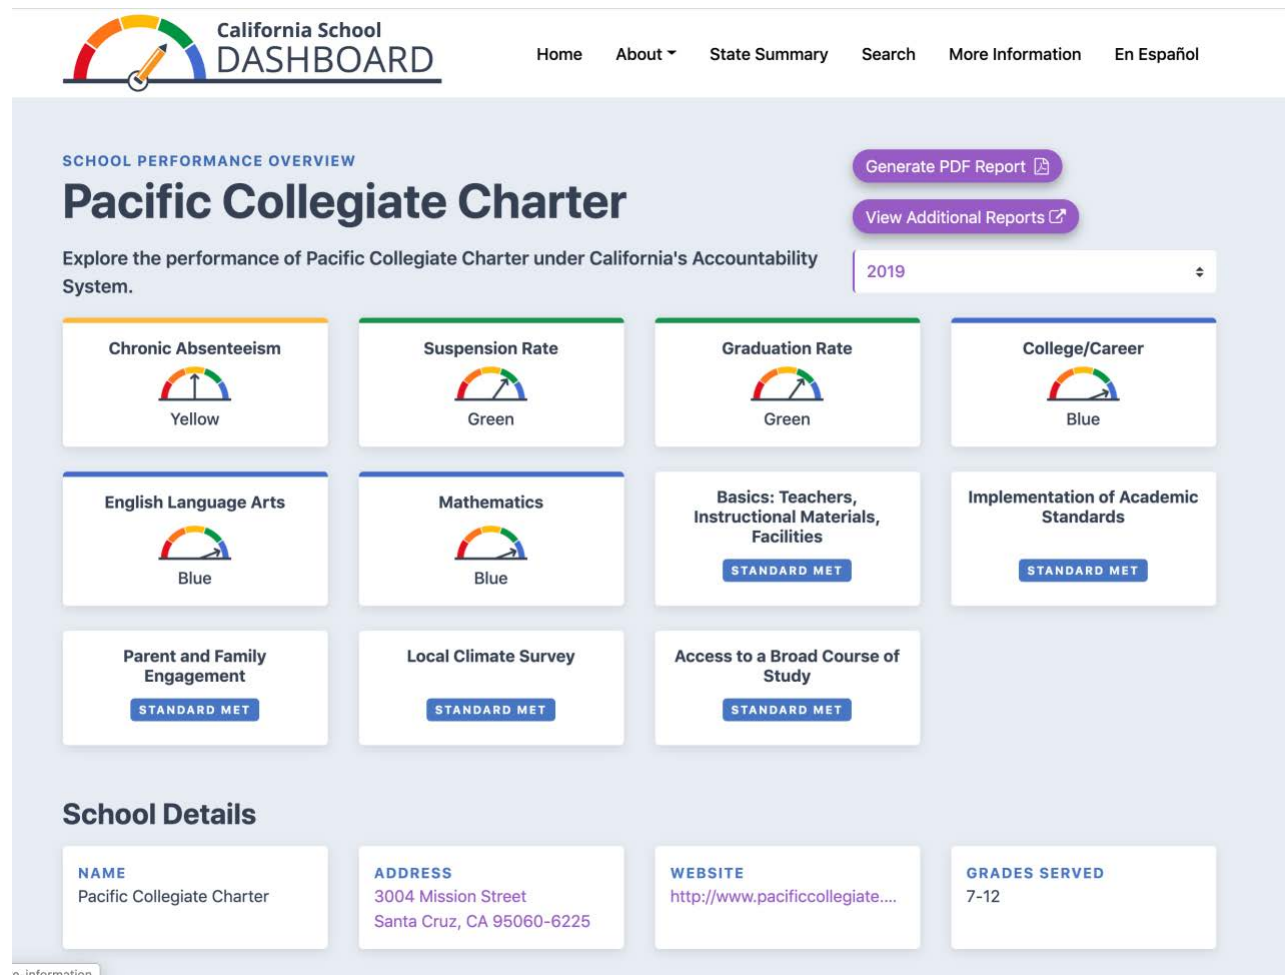 California School
DASHBOARD
Home About State Summary Search More Information En Español
SCHOOL PERFORMANCE OVERVIEW
Pacific Collegiate Charter
Generate PDF Report
View Additional Reports
Explore the performance of Pacific Collegiate Charter under California's Accountability
System.
2019
Chronic Absenteeism
Yellow
Suspension Rate
Green
Graduation Rate
Green
College/Career
Blue
English Language Arts
Blue
Mathematics
Blue
Basics: Teachers,
Instructional Materials,
Facilities
STANDARD MET
Implementation of Academic
Standards
STANDARD MET
Parent and Family
Engagement
STANDARD MET
Local Climate Survey
STANDARD MET
Access to a Broad Course of
Study
STANDARD MET
School Details
NAME
Pacific Collegiate Charter
ADDRESS
3004 Mission Street
Santa Cruz, CA 95060-6225
WEBSITE
http://www.pacificcollegiate....
GRADES SERVED
7-12